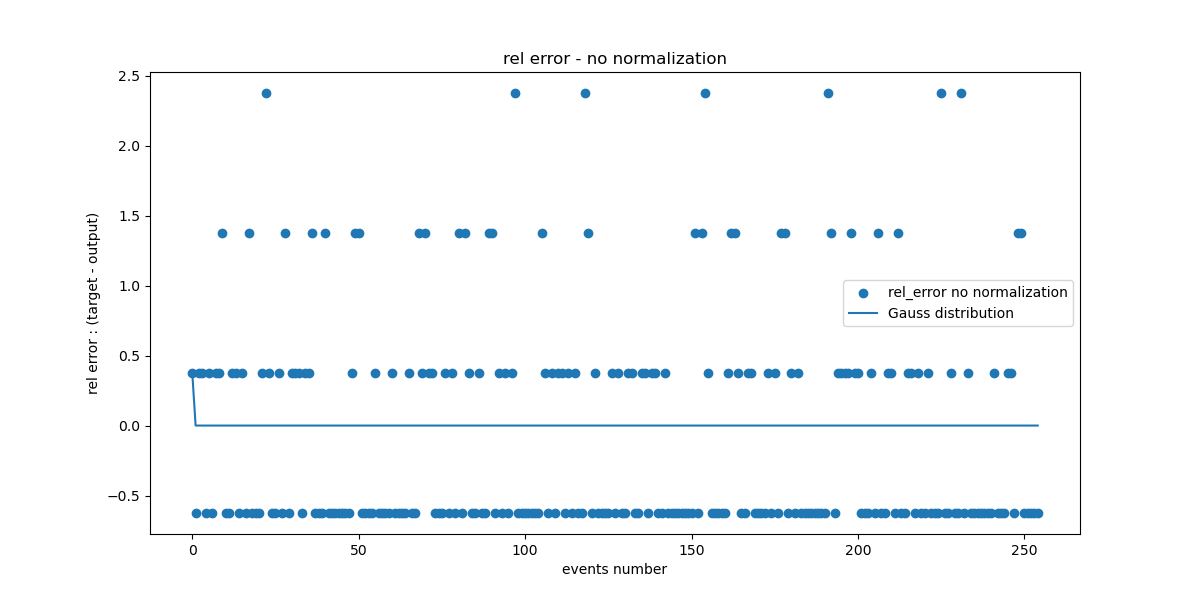 rel error - no normalization
2.5
2.0
1.5
1.0
0.5
0.0
−0.5
rel error : (target - output)
rel_error no normalization
Gauss distribution
0
50
100
150
200
250
events number